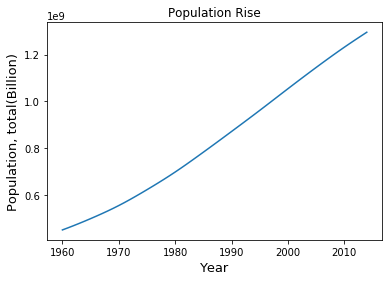 Population Rise
1e9
1.2
1.0
0.8
0.6
Population, total(Billion)
1960 1970 1980 1990 2000 2010
Year